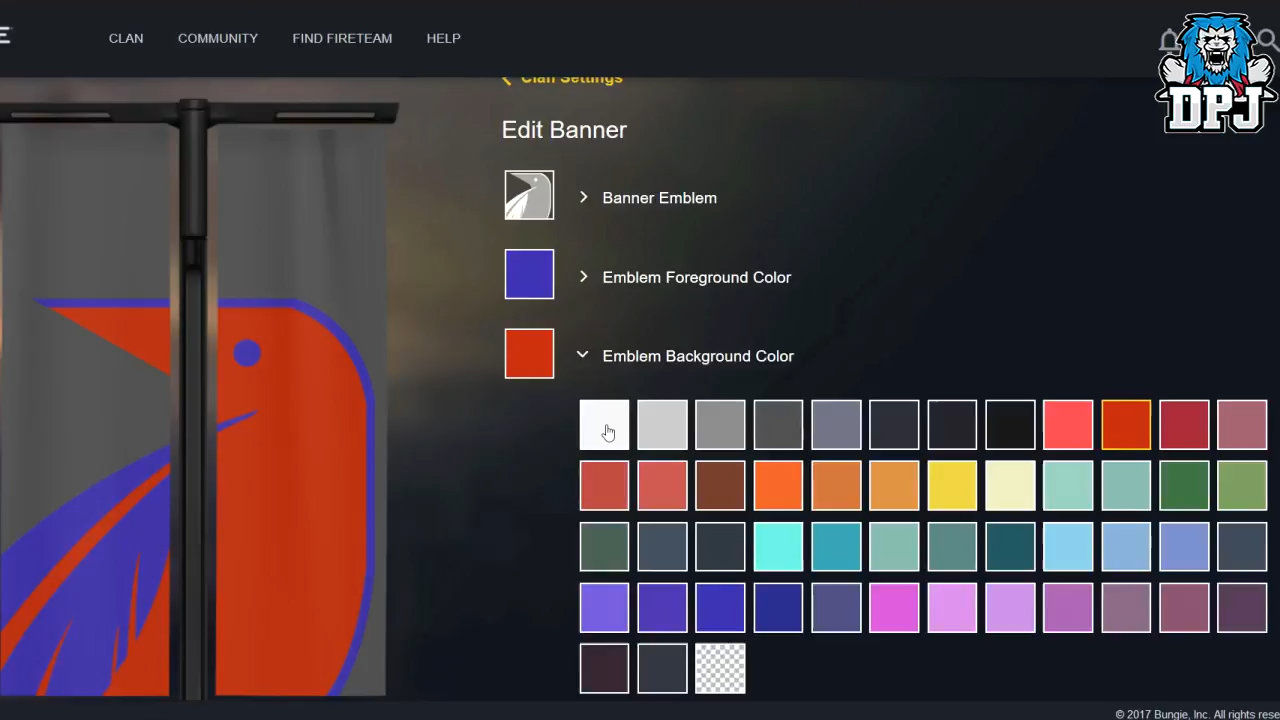 CLAN COMMUNITY FIND FIRETEAM HELP
DPJ
Clan Settings
Edit Banner
Banner Emblem
Emblem Foreground Color
Emblem Background Color
© 2017 Bungie, Inc. All rights rese